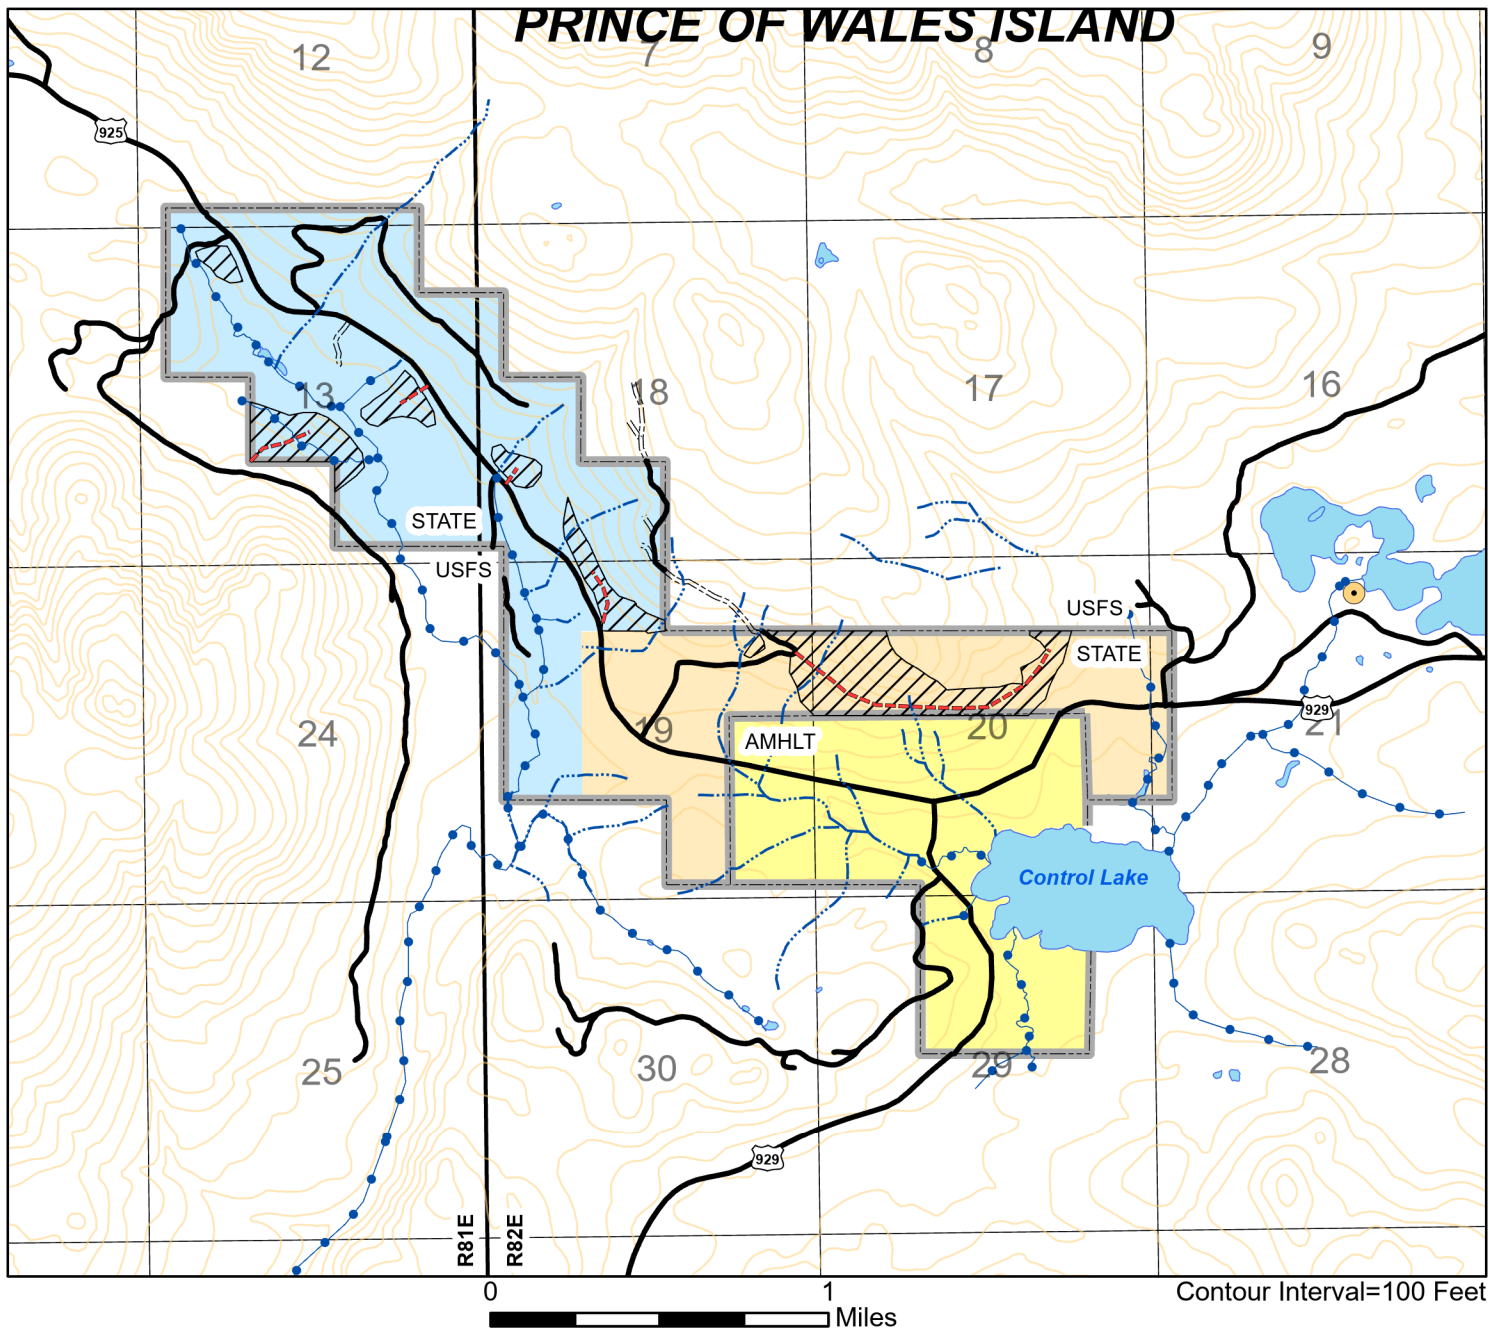 PRINCE OF WALES ISLAND
12
7
8
9
925
13
18
17
16
STATE
USFS
USFS
STATE
24
19
AMHLT
20
929
21
Control Lake
25
30
29
28
929
R81E
R82E
0
1
Miles
Contour Interval=100 Feet